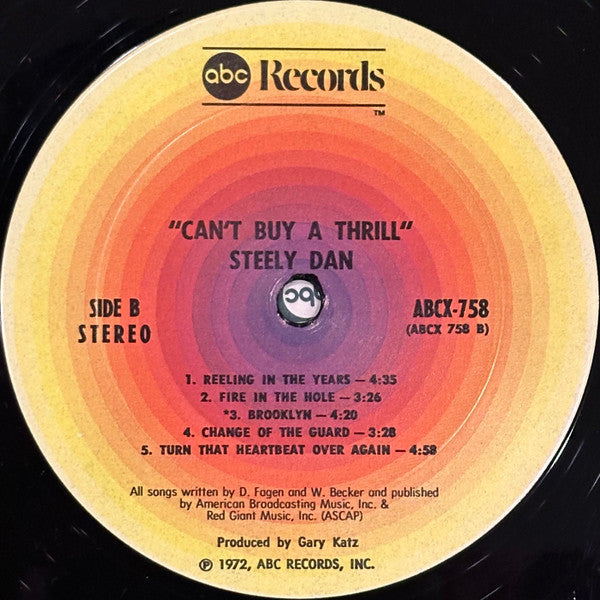 abc Records
TM
"CAN'T BUY A THRILL"
STEELY DAN
abc
SIDE B
STEREO
ABCX-758
(ABCX 758 B)
1. REELING IN THE YEARS — 4:35
2. FIRE IN THE HOLE — 3:26
*3. BROOKLYN — 4:20
4. CHANGE OF THE GUARD — 3:28
5. TURN THAT HEARTBEAT OVER AGAIN — 4:58
All songs written by D. Fagen and W. Becker and published
by American Broadcasting Music, Inc. &
Red Giant Music, Inc. (ASCAP)
Produced by Gary Katz
℗ 1972, ABC RECORDS, INC.